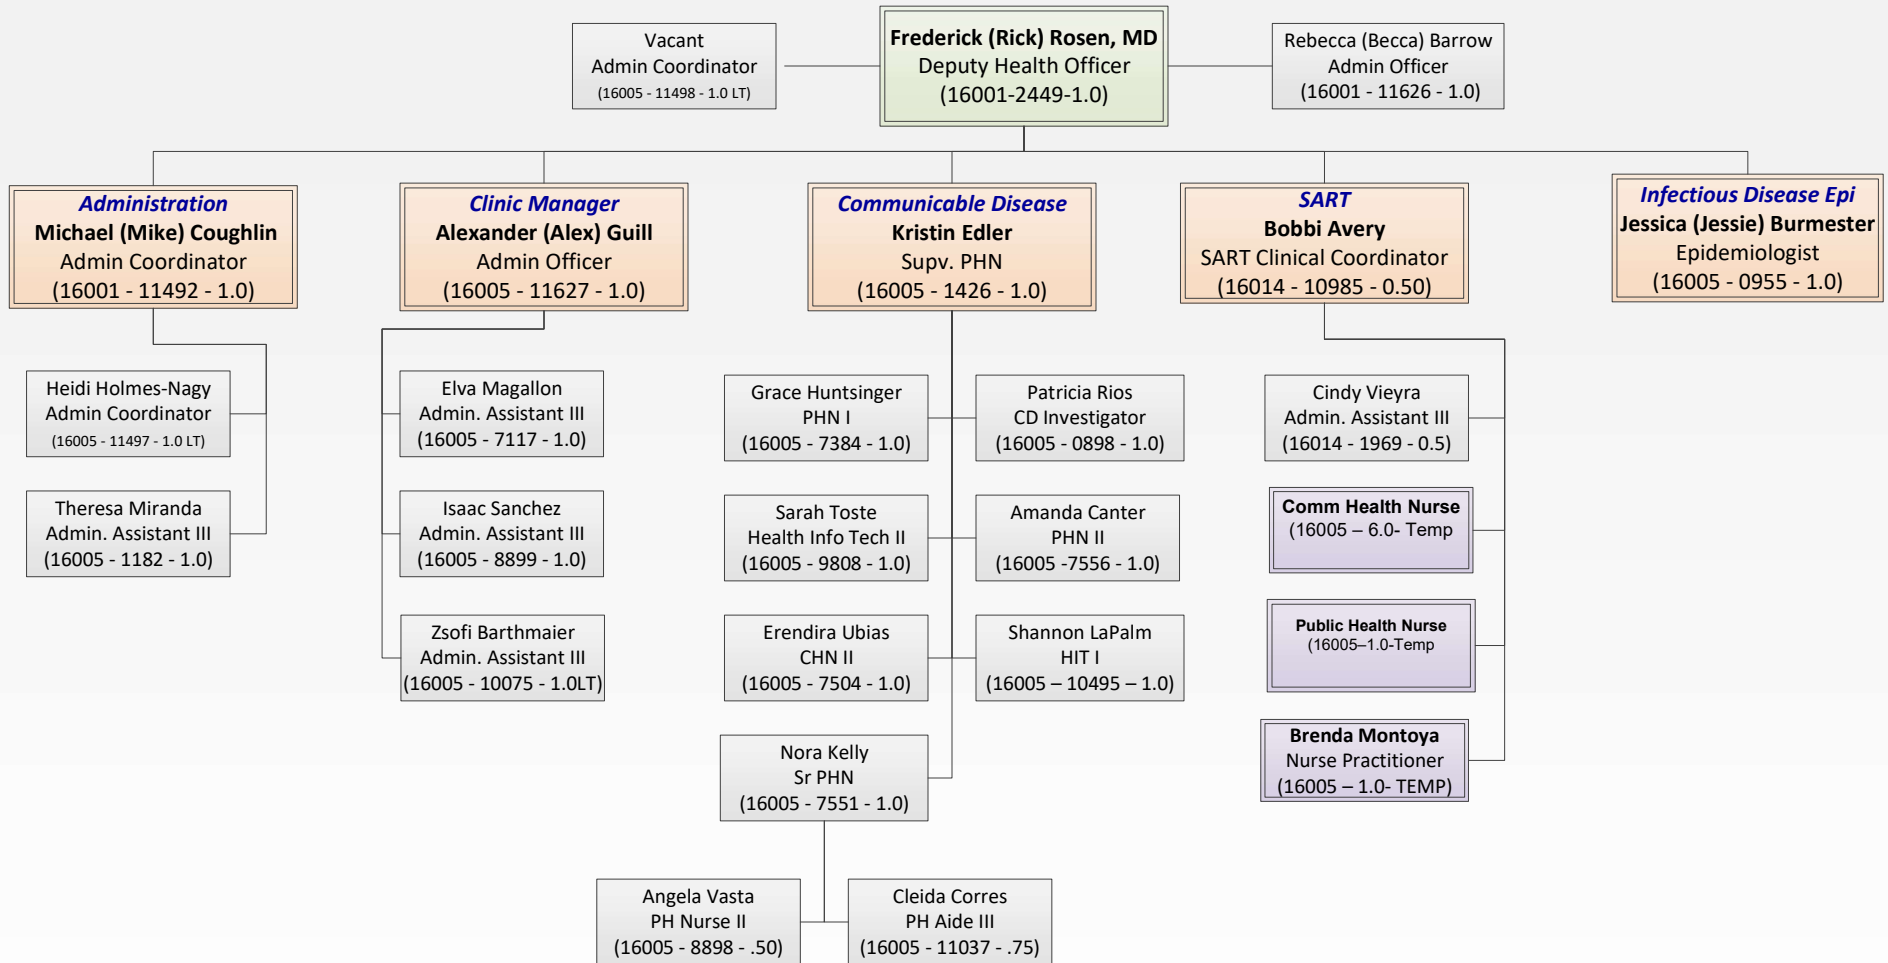 Vacant
Admin Coordinator
(16005 - 11498 - 1.0 LT)
Frederick (Rick) Rosen, MD
Deputy Health Officer
(16001-2449-1.0)
Rebecca (Becca) Barrow
Admin Officer
(16001 - 11626 - 1.0)
Administration
Michael (Mike) Coughlin
Admin Coordinator
(16001 - 11492 - 1.0)
Clinic Manager
Alexander (Alex) Guill
Admin Officer
(16005 - 11627 - 1.0)
Communicable Disease
Kristin Edler
Supv. PHN
(16005 - 1426 - 1.0)
SART
Bobbi Avery
SART Clinical Coordinator
(16014 - 10985 - 0.50)
Infectious Disease Epi
Jessica (Jessie) Burmester
Epidemiologist
(16005 - 0955 - 1.0)
Heidi Holmes-Nagy
Admin Coordinator
(16005 - 11497 - 1.0 LT)
Theresa Miranda
Admin. Assistant III
(16005 - 1182 - 1.0)
Elva Magallon
Admin. Assistant III
(16005 - 7117 - 1.0)
Isaac Sanchez
Admin. Assistant III
(16005 - 8899 - 1.0)
Zsofi Barthmaier
Admin. Assistant III
(16005 - 10075 - 1.0LT)
Grace Huntsinger
PHN I
(16005 - 7384 - 1.0)
Patricia Rios
CD Investigator
(16005 - 0898 - 1.0)
Sarah Toste
Health Info Tech II
(16005 - 9808 - 1.0)
Amanda Canter
PHN II
(16005 -7556 - 1.0)
Erendira Ubias
CHN II
(16005 - 7504 - 1.0)
Shannon LaPalm
HIT I
(16005 – 10495 – 1.0)
Nora Kelly
Sr PHN
(16005 - 7551 - 1.0)
Angela Vasta
PH Nurse II
(16005 - 8898 - .50)
Cleida Corres
PH Aide III
(16005 - 11037 - .75)
Cindy Vieyra
Admin. Assistant III
(16014 - 1969 - 0.5)
Comm Health Nurse
(16005 – 6.0- Temp
Public Health Nurse
(16005–1.0-Temp
Brenda Montoya
Nurse Practitioner
(16005 – 1.0- TEMP)